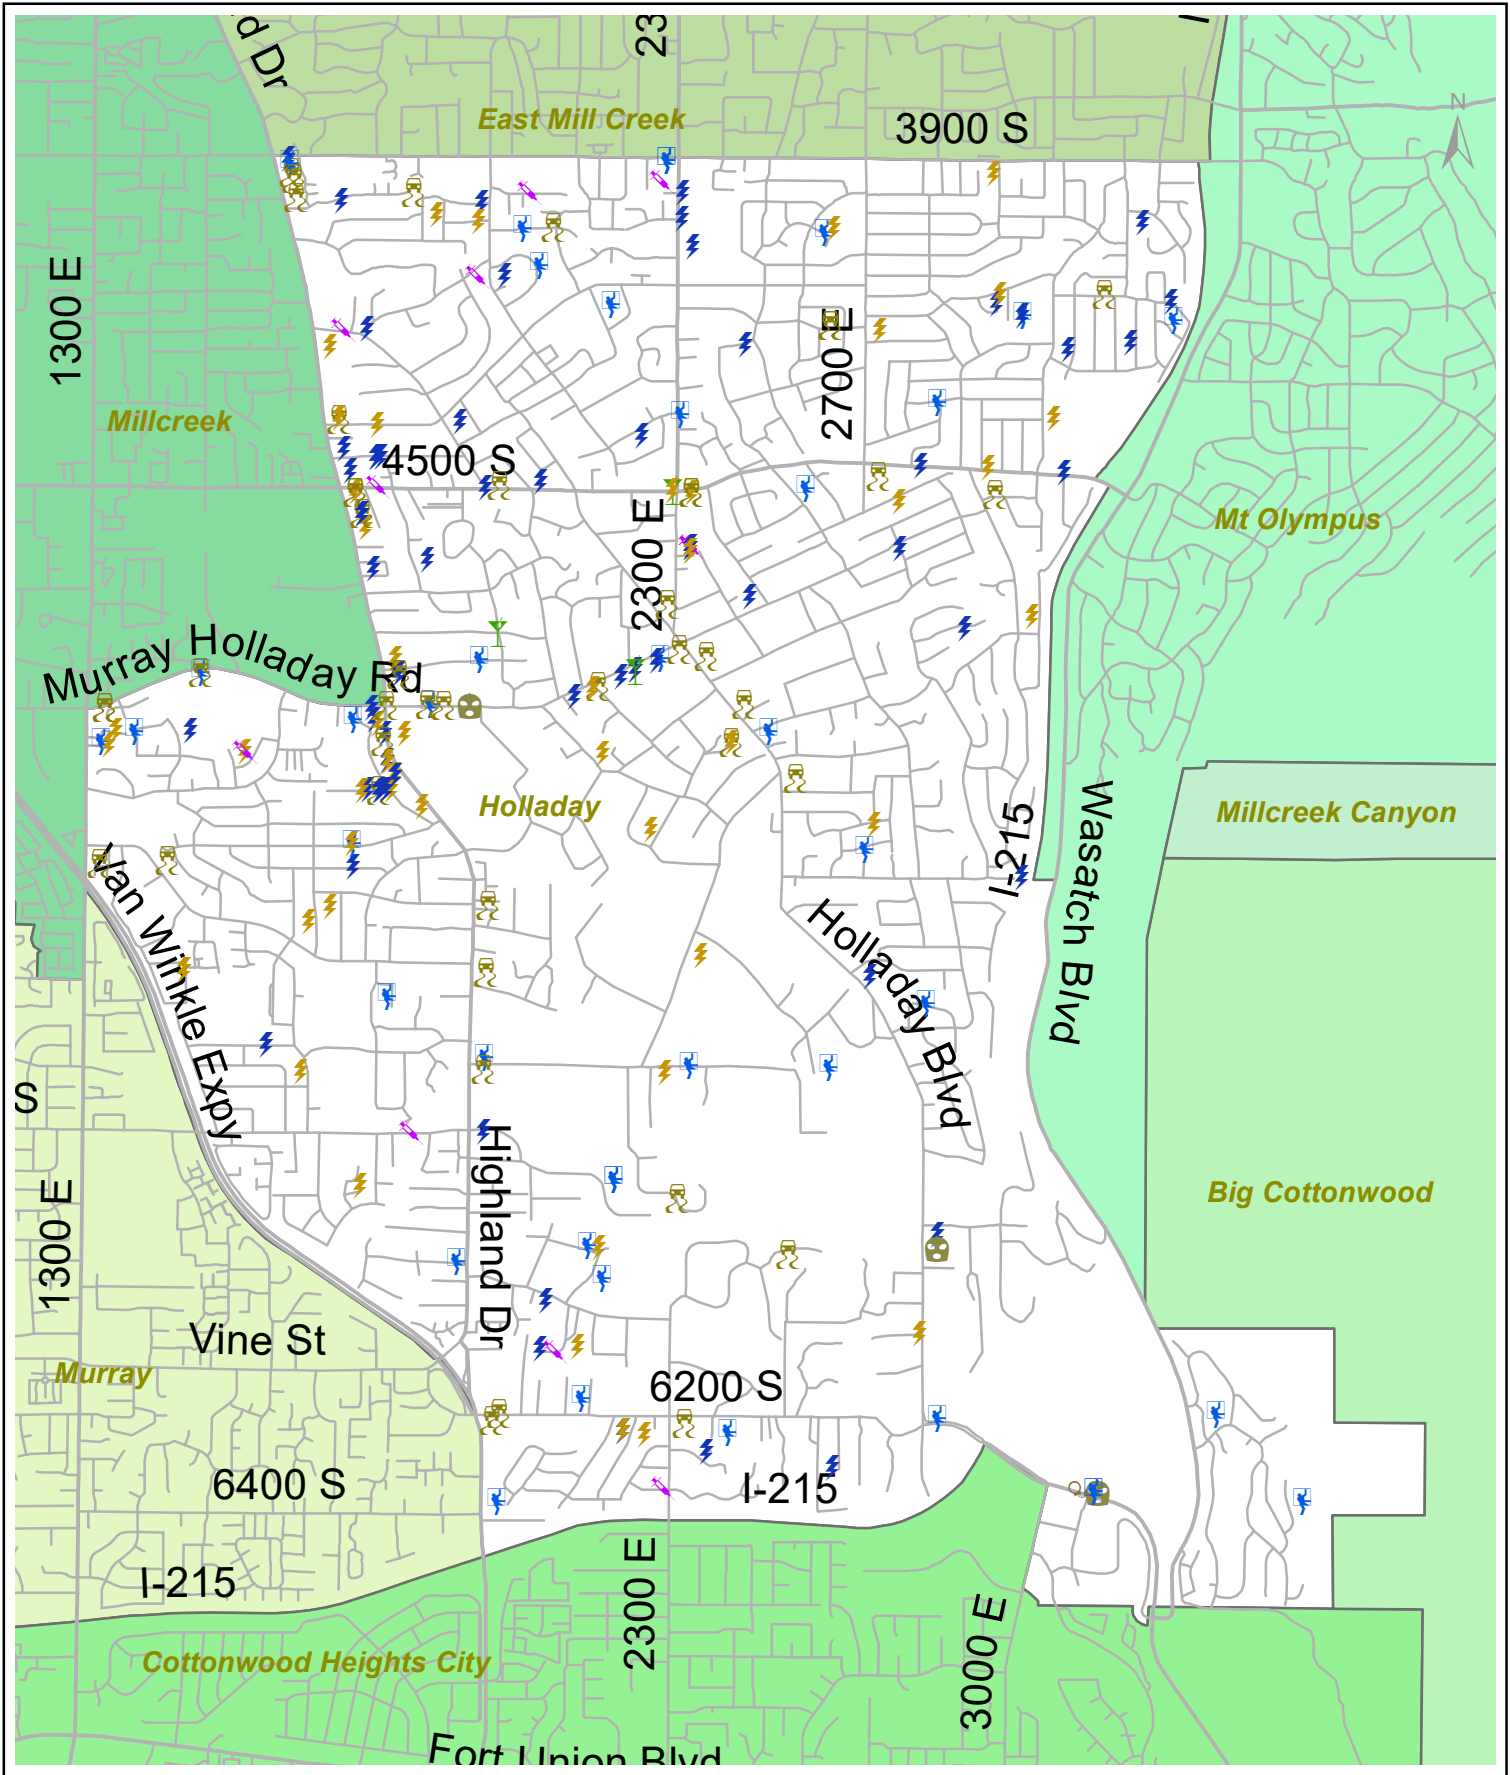 d Dr
23
East Mill Creek
3900 S
N
1300 E
2700 E
Millcreek
4500 S
2300 E
Mt Olympus
Murray Holladay Rd
Holladay
I-215
Wasatch Blvd
Millcreek Canyon
Van Winkle Expy
Holladay Blvd
S
Highland Dr
1300 E
Big Cottonwood
Vine St
Murray
6200 S
6400 S
I-215
I-215
2300 E
3000 E
Cottonwood Heights City
Fort Union Blvd